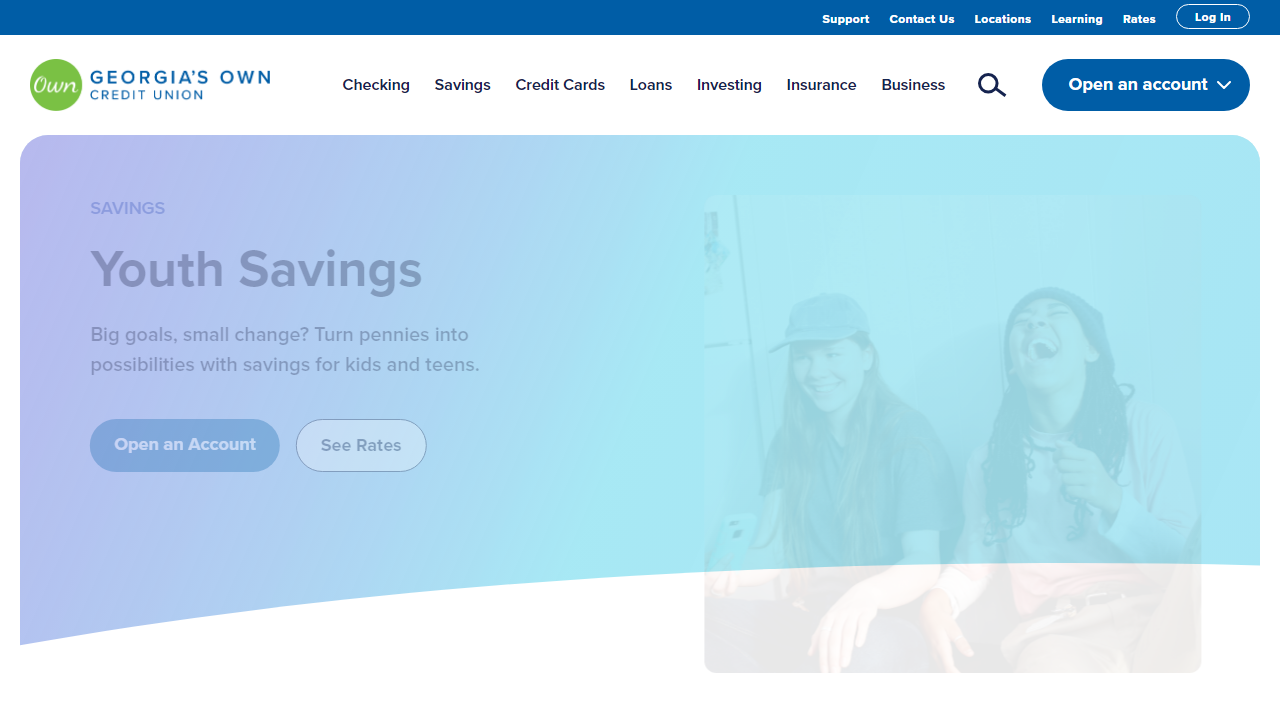 Support Contact Us Locations Learning Rates Log In
Own GEORGIA'S OWN
CREDIT UNION
Checking Savings Credit Cards Loans Investing Insurance Business Open an account
SAVINGS
Youth Savings
Big goals, small change? Turn pennies into
possibilities with savings for kids and teens.
Open an Account See Rates